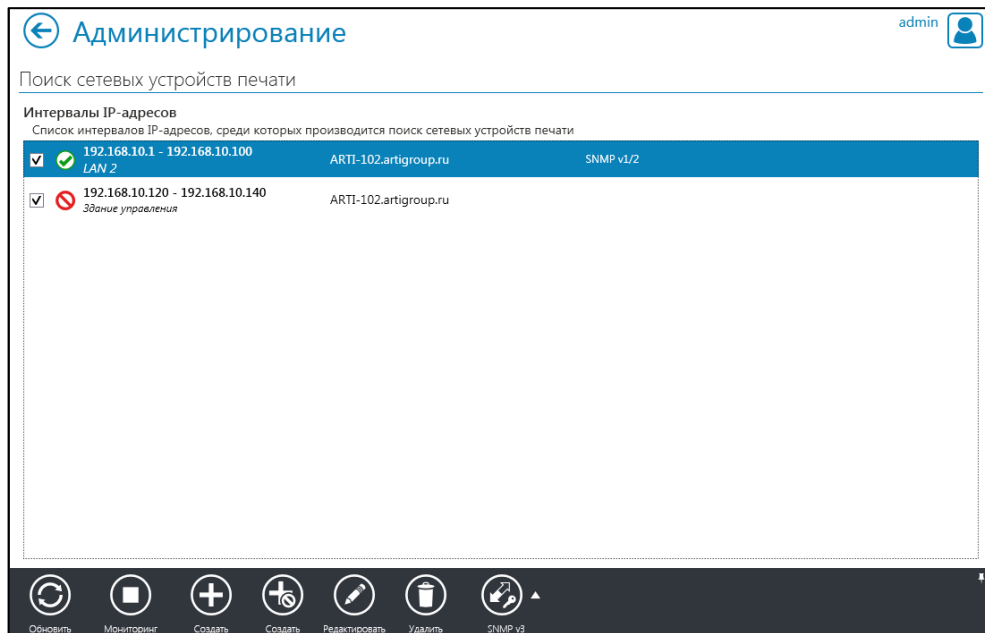 Администрирование
admin
Поиск сетевых устройств печати
Интервалы IP-адресов
Список интервалов IP-адресов, среди которых производится поиск сетевых устройств печати
192.168.10.1 - 192.168.10.100 ARTI-102.artigroup.ru SNMP v1/2
LAN 2
192.168.10.120 - 192.168.10.140 ARTI-102.artigroup.ru
Здание управления
Обновить Мониторинг Создать Создать Редактировать Удалить SNMP v3